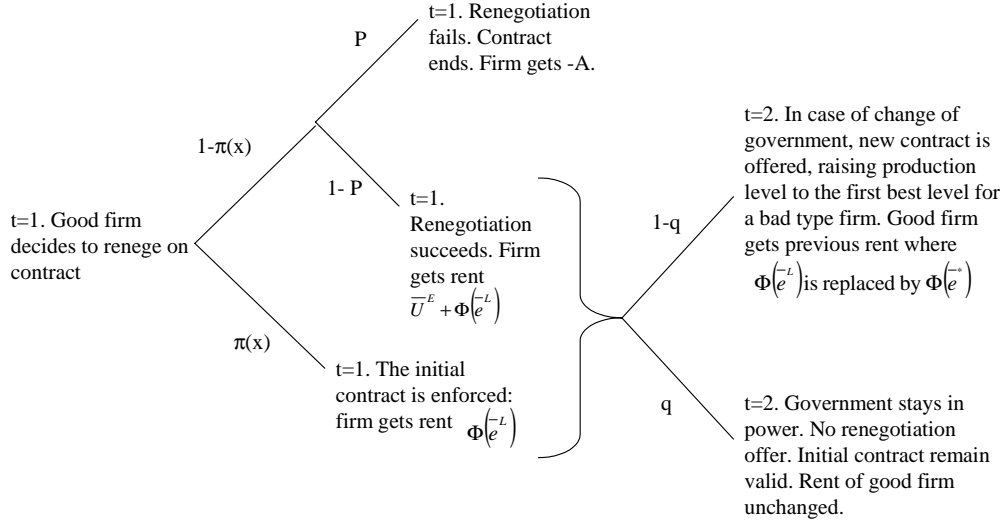 P
t=1. Renegotiation
fails. Contract
ends. Firm gets -A.
1-π(x)
1- P
t=1. Good firm
decides to renege on
contract
t=1.
Renegotiation
succeeds. Firm
gets rent
U̅ᴱ + Φ(e̅ᴸ)
π(x)
t=1. The initial
contract is enforced:
firm gets rent Φ(e̅ᴸ)
1-q
t=2. In case of change of
government, new contract is
offered, raising production
level to the first best level for
a bad type firm. Good firm
gets previous rent where
Φ(e̅ᴸ) is replaced by Φ(e̅*)
q
t=2. Government stays in
power. No renegotiation
offer. Initial contract remain
valid. Rent of good firm
unchanged.